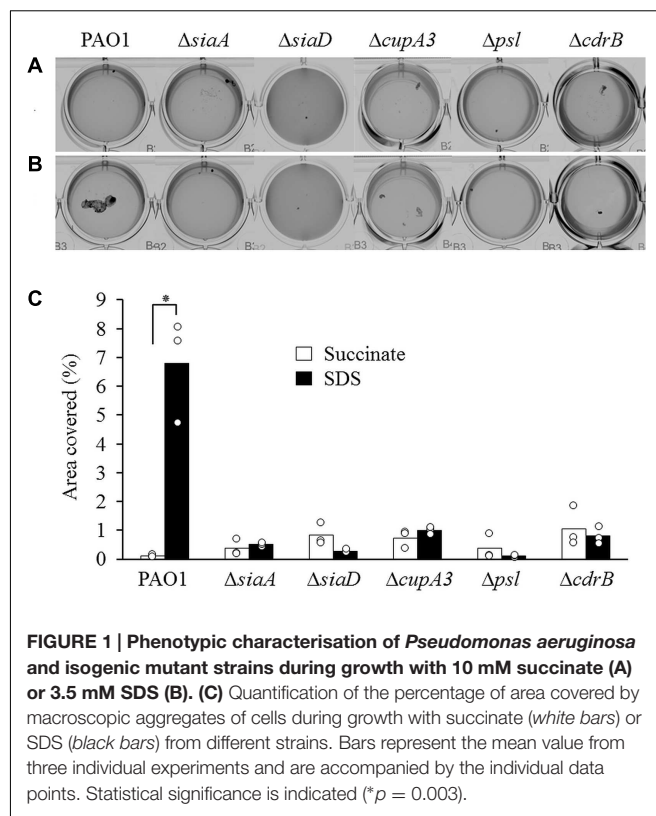 PAO1 ΔsiaA ΔsiaD ΔcupA3 Δpsl ΔcdrB
A
B
B3
C
Area covered (%)
9
8
7
6
5
4
3
2
1
0
*
Succinate
SDS
PAO1 ΔsiaA ΔsiaD ΔcupA3 Δpsl ΔcdrB
FIGURE 1 | Phenotypic characterisation of Pseudomonas aeruginosa
and isogenic mutant strains during growth with 10 mM succinate (A)
or 3.5 mM SDS (B). (C) Quantification of the percentage of area covered by
macroscopic aggregates of cells during growth with succinate (white bars) or
SDS (black bars) from different strains. Bars represent the mean value from
three individual experiments and are accompanied by the individual data
points. Statistical significance is indicated (*p = 0.003).